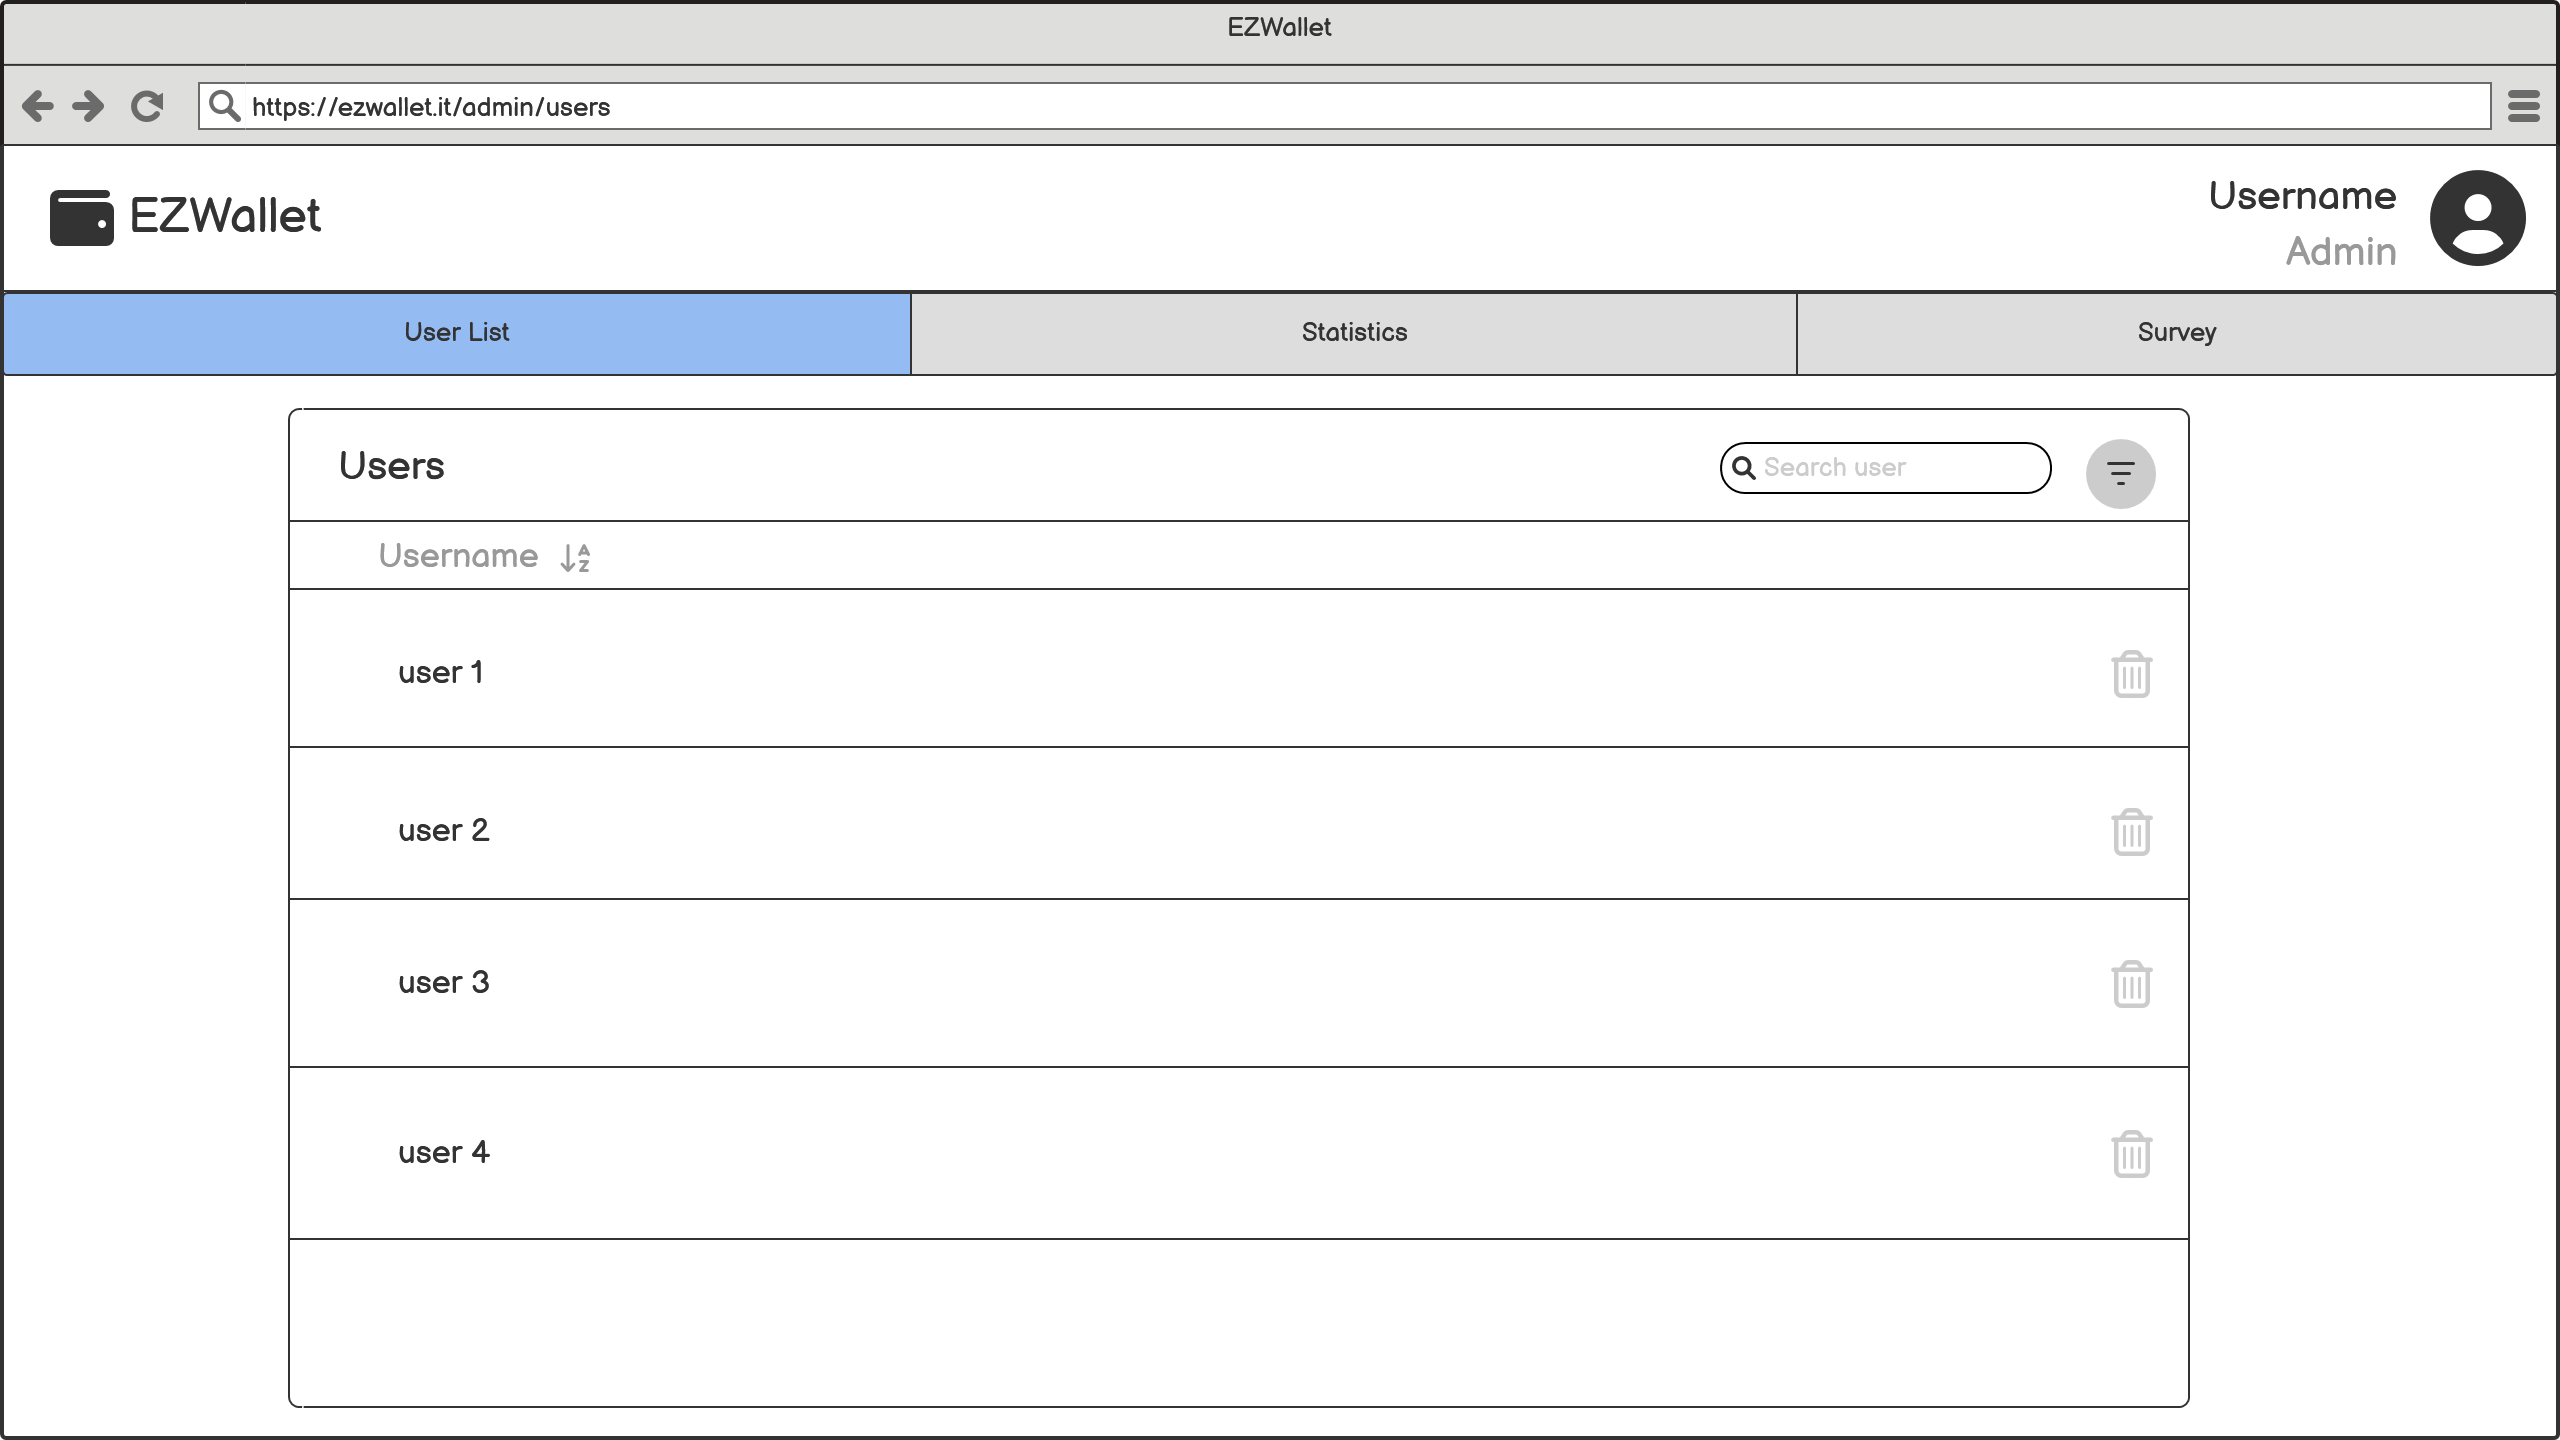 EZWallet
https://ezwallet.it/admin/users
EZWallet
Username
Admin
User List
Statistics
Survey
Users
Search user
Username
A
Z
user 1
user 2
user 3
user 4